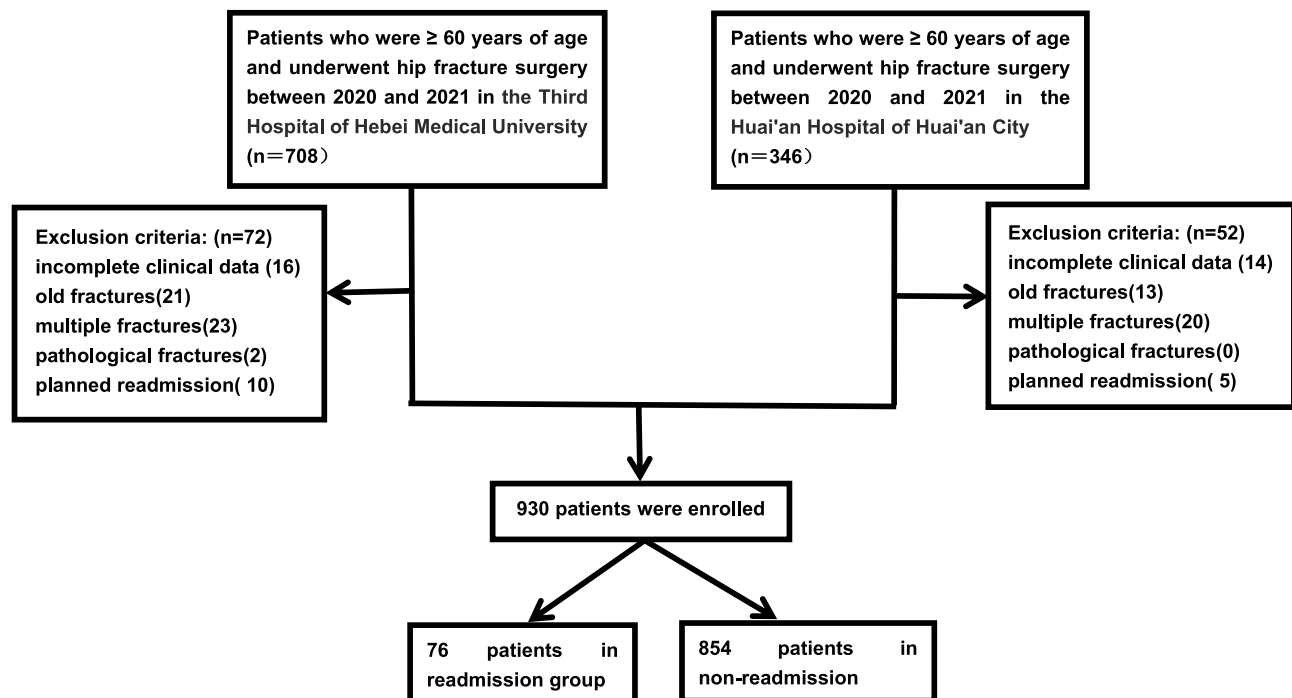 Patients who were ≥ 60 years of age
and underwent hip fracture surgery
between 2020 and 2021 in the Third
Hospital of Hebei Medical University
(n＝708）
Patients who were ≥ 60 years of age
and underwent hip fracture surgery
between 2020 and 2021 in the
Huai'an Hospital of Huai'an City
(n＝346）
Exclusion criteria: (n=72)
incomplete clinical data (16)
old fractures(21)
multiple fractures(23)
pathological fractures(2)
planned readmission( 10)
Exclusion criteria: (n=52)
incomplete clinical data (14)
old fractures(13)
multiple fractures(20)
pathological fractures(0)
planned readmission( 5)
930 patients were enrolled
76 patients in
readmission group
854 patients in
non-readmission